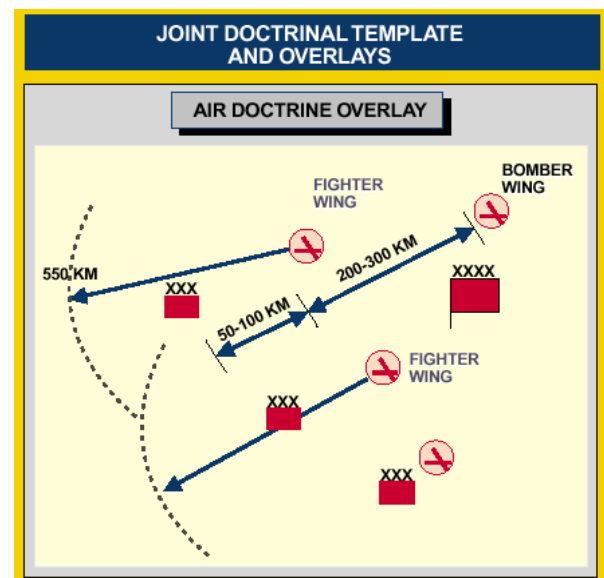 JOINT DOCTRINAL TEMPLATE
AND OVERLAYS
AIR DOCTRINE OVERLAY
BOMBER
WING
FIGHTER
WING
200-300 KM
XXXX
550 KM
XXX
50-100 KM
FIGHTER
WING
XXX
XXX